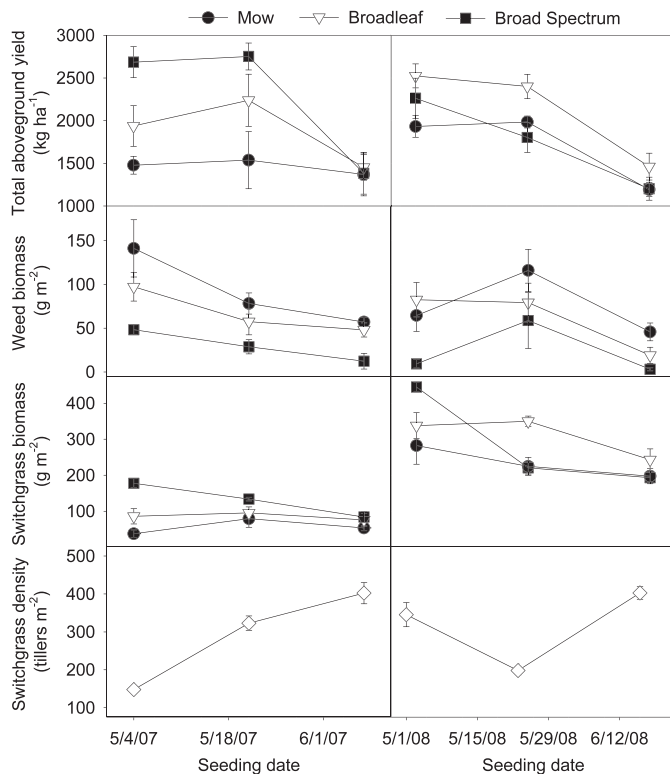 Mow Broadleaf Broad Spectrum
Total aboveground yield
(kg ha⁻¹)
3000
2500
2000
1500
1000
Weed biomass
(g m⁻²)
150
100
50
0
Switchgrass biomass
(g m⁻²)
400
300
200
100
Switchgrass density
(tillers m⁻²)
500
400
300
200
100
5/4/07 5/18/07 6/1/07 5/1/08 5/15/08 5/29/08 6/12/08
Seeding date Seeding date